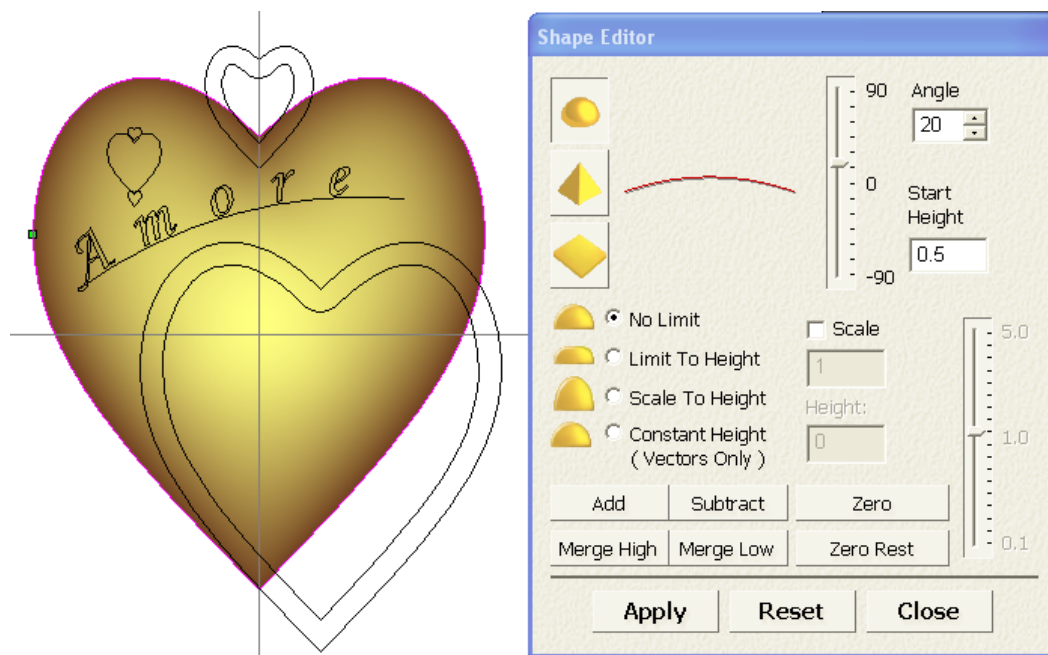 Amore
Shape Editor
90
0
-90
Angle
20
Start
Height
0.5
No Limit
Limit To Height
Scale To Height
Constant Height
( Vectors Only )
Scale
1
Height:
0
5.0
1.0
0.1
Add Subtract Zero
Merge High Merge Low Zero Rest
Apply Reset Close